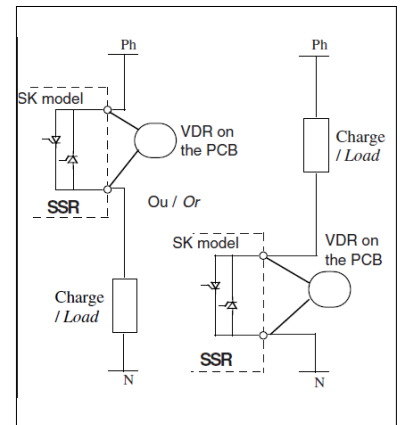 Ph
SK model
VDR on
the PCB
SSR
Charge
/ Load
N
Ou / Or
Ph
Charge
/ Load
SK model
VDR on
the PCB
SSR
N